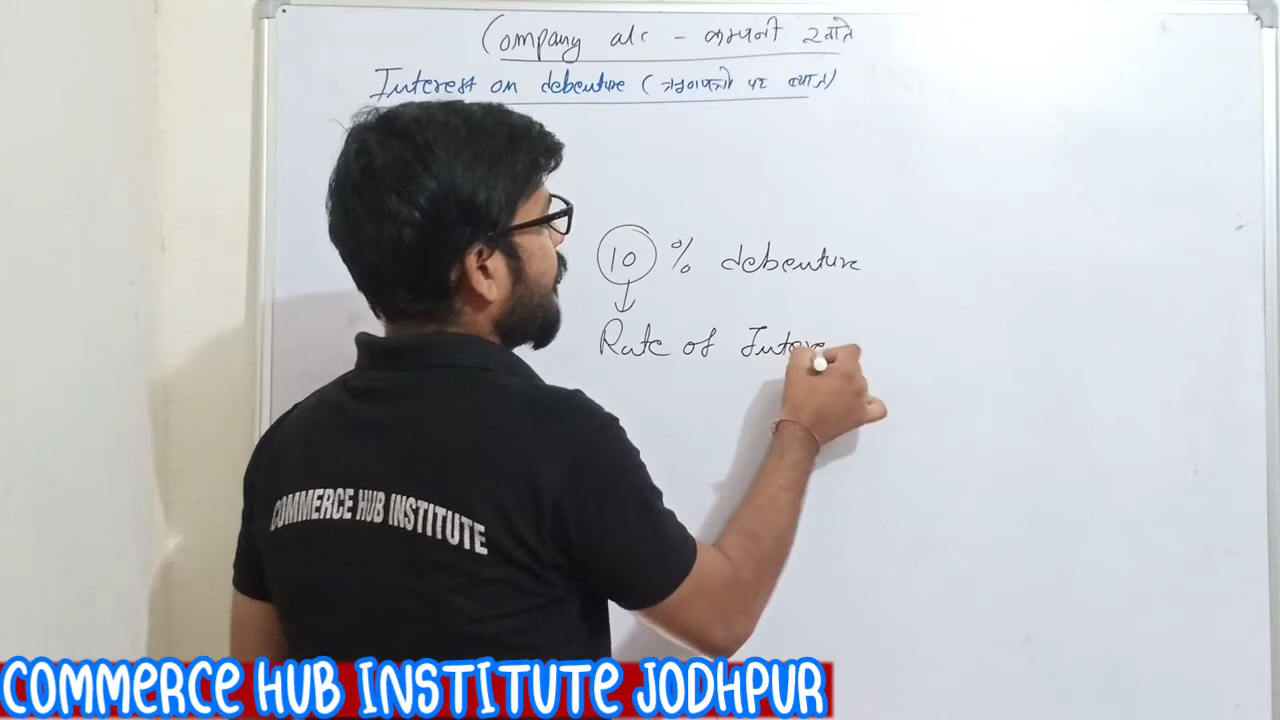 Company a/c - कम्पनी खाते
Interest on debenture (ऋणपत्रो पर ब्याज)
10 % debenture
Rate of Intere
COMMERCE HUB INSTITUTE
COMMERCE HUB INSTITUTE JODHPUR